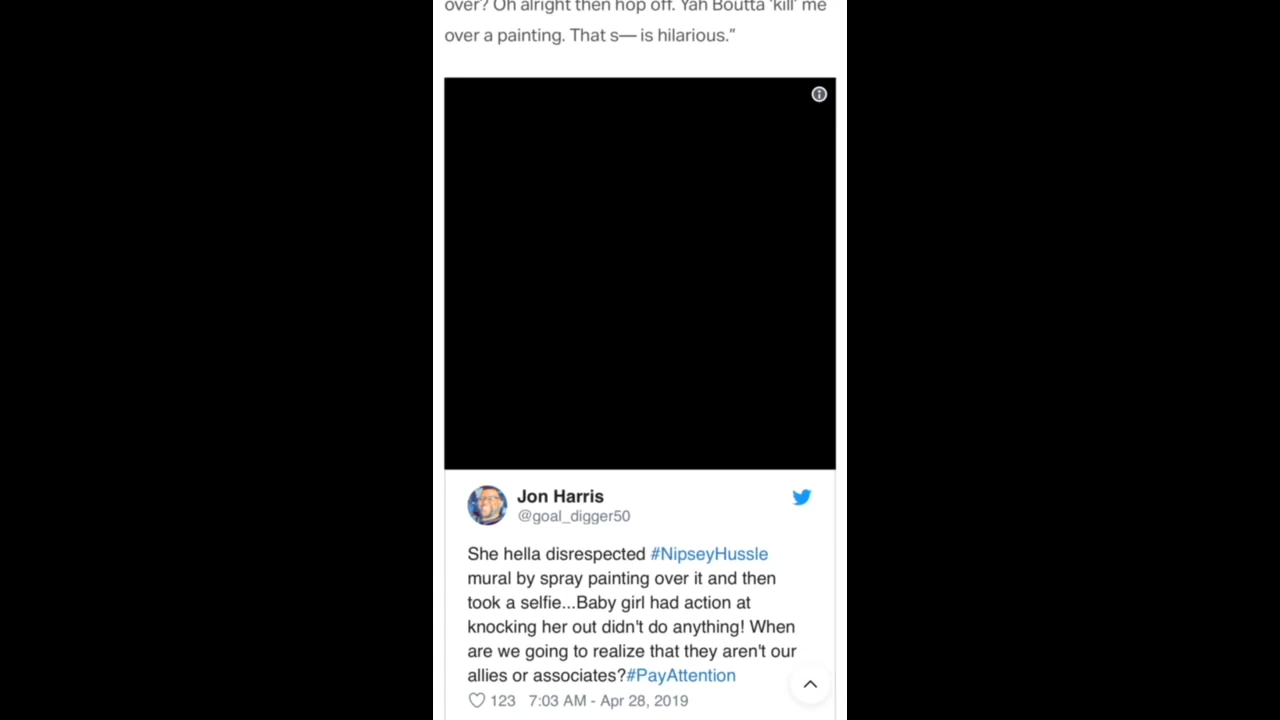 over? Oh alright then hop off. Yah Boutta ‘kill’ me
over a painting. That s— is hilarious.”
Jon Harris
@goal_digger50
She hella disrespected #NipseyHussle
mural by spray painting over it and then
took a selfie...Baby girl had action at
knocking her out didn't do anything! When
are we going to realize that they aren't our
allies or associates?#PayAttention
123 7:03 AM - Apr 28, 2019